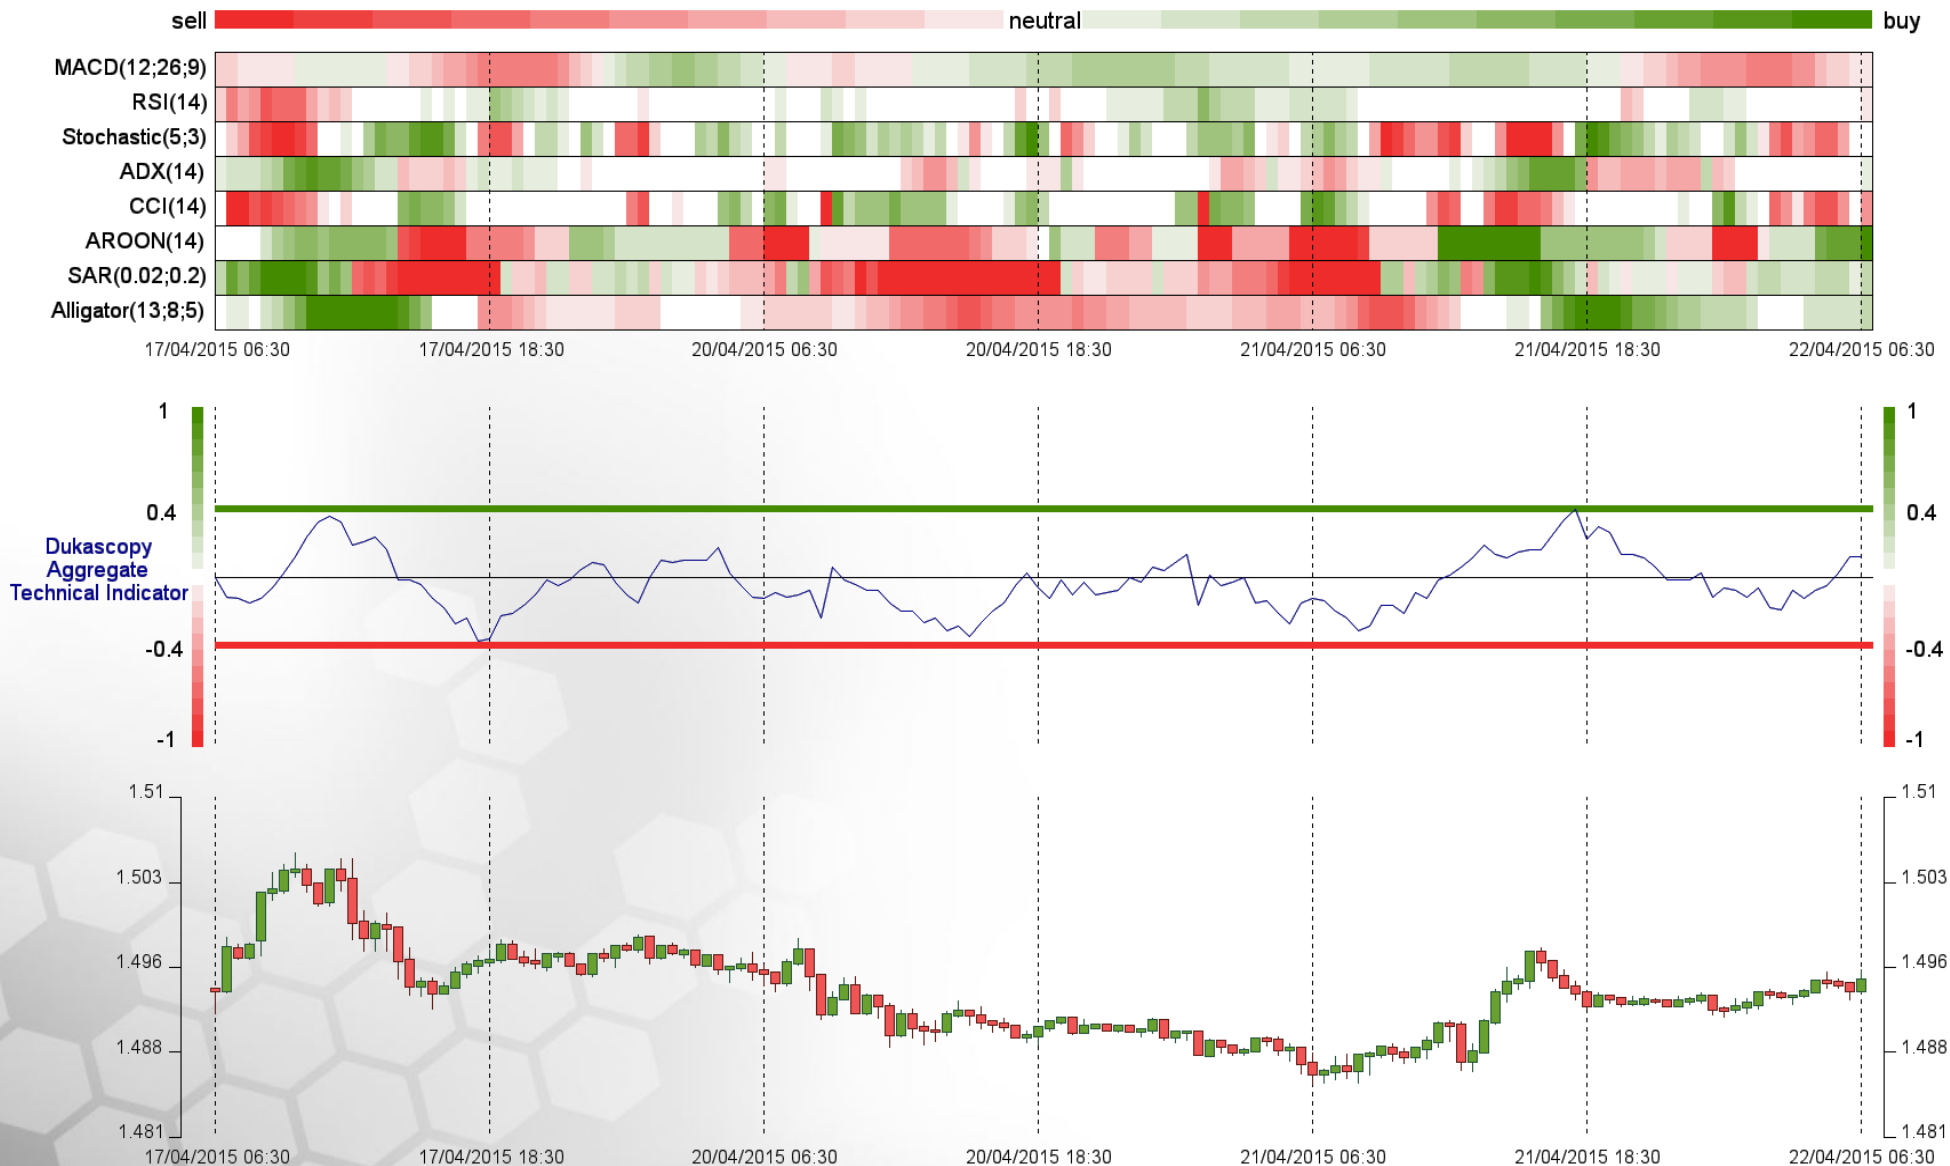 sell neutral buy
MACD(12;26;9)
RSI(14)
Stochastic(5;3)
ADX(14)
CCI(14)
AROON(14)
SAR(0.02;0.2)
Alligator(13;8;5)
17/04/2015 06:30 17/04/2015 18:30 20/04/2015 06:30 20/04/2015 18:30 21/04/2015 06:30 21/04/2015 18:30 22/04/2015 06:30
1 1
0.4 0.4
Dukascopy
Aggregate
Technical Indicator
-0.4 -0.4
-1 -1
1.51 1.51
1.503 1.503
1.496 1.496
1.488 1.488
1.481 1.481
17/04/2015 06:30 17/04/2015 18:30 20/04/2015 06:30 20/04/2015 18:30 21/04/2015 06:30 21/04/2015 18:30 22/04/2015 06:30